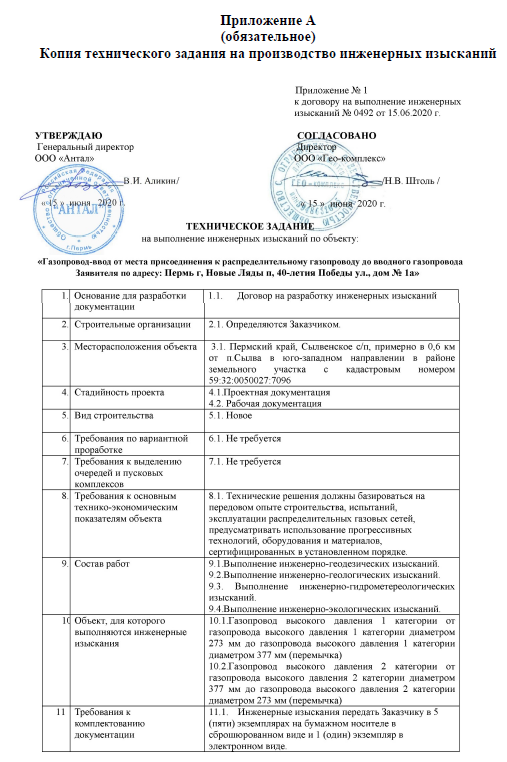 Приложение А
(обязательное)
Копия технического задания на производство инженерных изысканий
Приложение № 1
к договору на выполнение инженерных
изысканий № 0492 от 15.06.2020 г.
УТВЕРЖДАЮ
Генеральный директор
ООО «Антал»
В.И. Аликин/
« 15 » июня 2020 г.
СОГЛАСОВАНО
Директор
ООО «Гео-комплекс»
/Н.В. Штоль /
« 15 » июня 2020 г.
"АНТАЛ"
г.Пермь
ТЕХНИЧЕСКОЕ ЗАДАНИЕ
на выполнение инженерных изысканий по объекту:
«Газопровод-ввод от места присоединения к распределительному газопроводу до вводного газопровода
Заявителя по адресу: Пермь г, Новые Ляды п, 40-летия Победы ул., дом № 1а»
1. Основание для разработки
документации
1.1. Договор на разработку инженерных изысканий
2. Строительные организации
2.1. Определяются Заказчиком.
3. Месторасположения объекта
3.1. Пермский край, Сылвенское с/п, примерно в 0,6 км
от п.Сылва в юго-западном направлении в районе
земельного участка с кадастровым номером
59:32:0050027:7096
4. Стадийность проекта
4.1.Проектная документация
4.2. Рабочая документация
5. Вид строительства
5.1. Новое
6. Требования по вариантной
проработке
6.1. Не требуется
7. Требования к выделению
очередей и пусковых
комплексов
7.1. Не требуется
8. Требования к основным
технико-экономическим
показателям объекта
8.1. Технические решения должны базироваться на
передовом опыте строительства, испытаний,
эксплуатации распределительных газовых сетей,
предусматривать использование прогрессивных
технологий, оборудования и материалов,
сертифицированных в установленном порядке.
9. Состав работ
9.1.Выполнение инженерно-геодезических изысканий.
9.2.Выполнение инженерно-геологических изысканий.
9.3. Выполнение инженерно-гидрометеорологических
изысканий.
9.4.Выполнение инженерно-экологических изысканий.
10 Объект, для которого
выполняются инженерные
изыскания
10.1.Газопровод высокого давления 1 категории от
газопровода высокого давления 1 категории диаметром
273 мм до газопровода высокого давления 1 категории
диаметром 377 мм (перемычка)
10.2.Газопровод высокого давления 2 категории от
газопровода высокого давления 2 категории диаметром
377 мм до газопровода высокого давления 2 категории
диаметром 273 мм (перемычка)
11 Требования к
комплектованию
документации
11.1. Инженерные изыскания передать Заказчику в 5
(пяти) экземплярах на бумажном носителе в
сброшюрованном виде и 1 (один) экземпляр в
электронном виде.